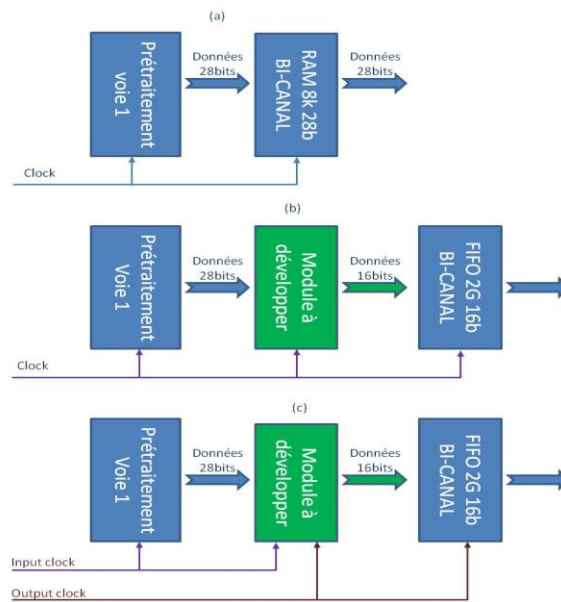 (a)
Prétraitement
voie 1
Données
28bits
RAM 8k 28b
BI-CANAL
Données
28bits
Clock
(b)
Prétraitement
Voie 1
Données
28bits
Module à
développer
Données
16bits
FIFO 2G 16b
BI-CANAL
Clock
(c)
Prétraitement
Voie 1
Données
28bits
Module à
développer
Données
16bits
FIFO 2G 16b
BI-CANAL
Input clock
Output clock